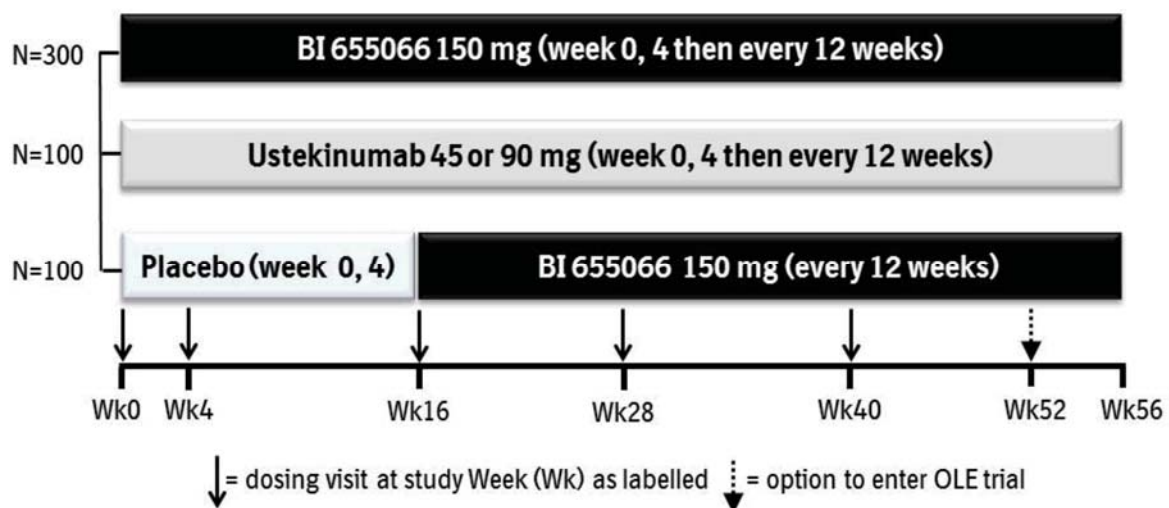 N=300
BI 655066 150 mg (week 0, 4 then every 12 weeks)
N=100
Ustekinumab 45 or 90 mg (week 0, 4 then every 12 weeks)
N=100
Placebo (week 0, 4)
BI 655066 150 mg (every 12 weeks)
Wk0 Wk4 Wk16 Wk28 Wk40 Wk52 Wk56
= dosing visit at study Week (Wk) as labelled = option to enter OLE trial